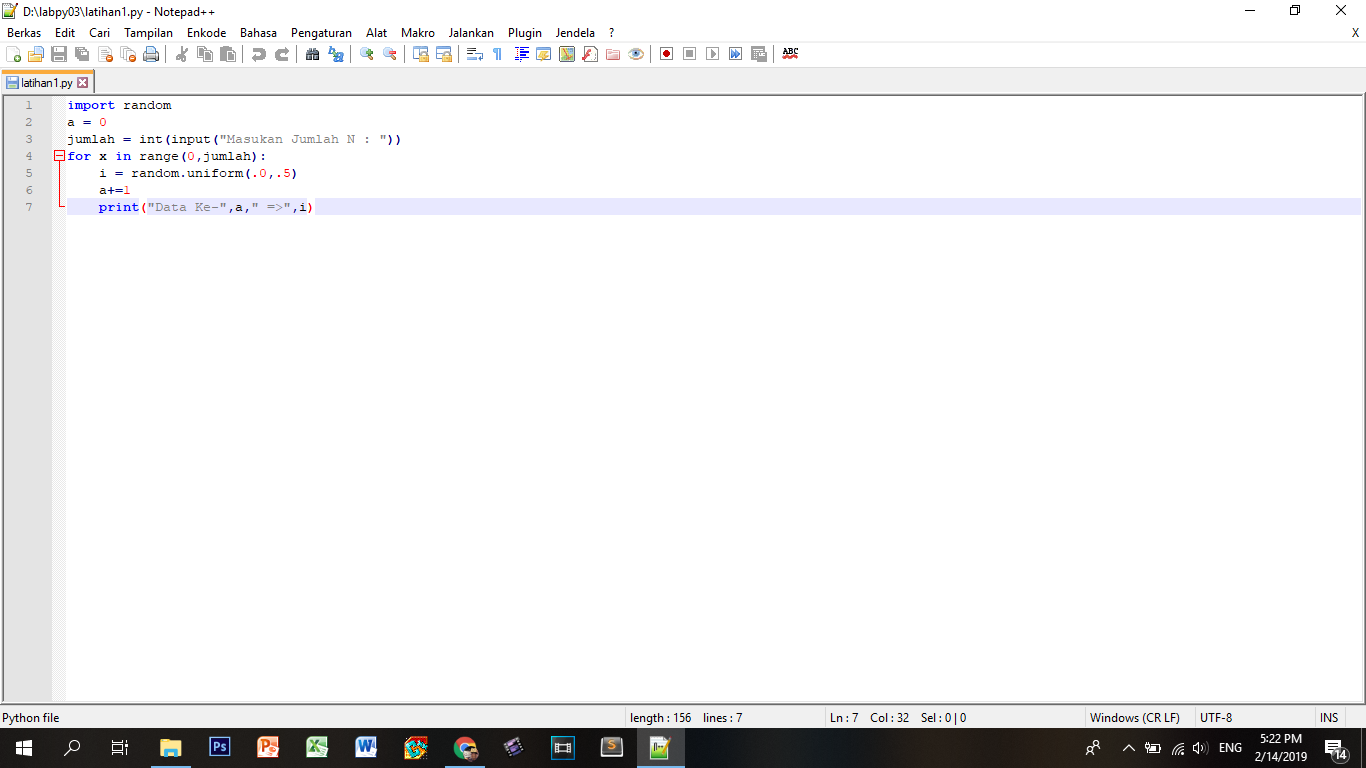 D:\labpy03\latihan1.py - Notepad++
Berkas Edit Cari Tampilan Enkode Bahasa Pengaturan Alat Makro Jalankan Plugin Jendela ? X
ABC
latihan1.py
1 import random
2 a = 0
3 jumlah = int(input("Masukan Jumlah N : "))
4 for x in range(0,jumlah):
5     i = random.uniform(.0,.5)
6     a+=1
7     print("Data Ke-",a," =>",i)
Python file length : 156 lines : 7 Ln : 7 Col : 32 Sel : 0 | 0 Windows (CR LF) UTF-8 INS
Ps P X W S ENG 5:22 PM
2/14/2019 14